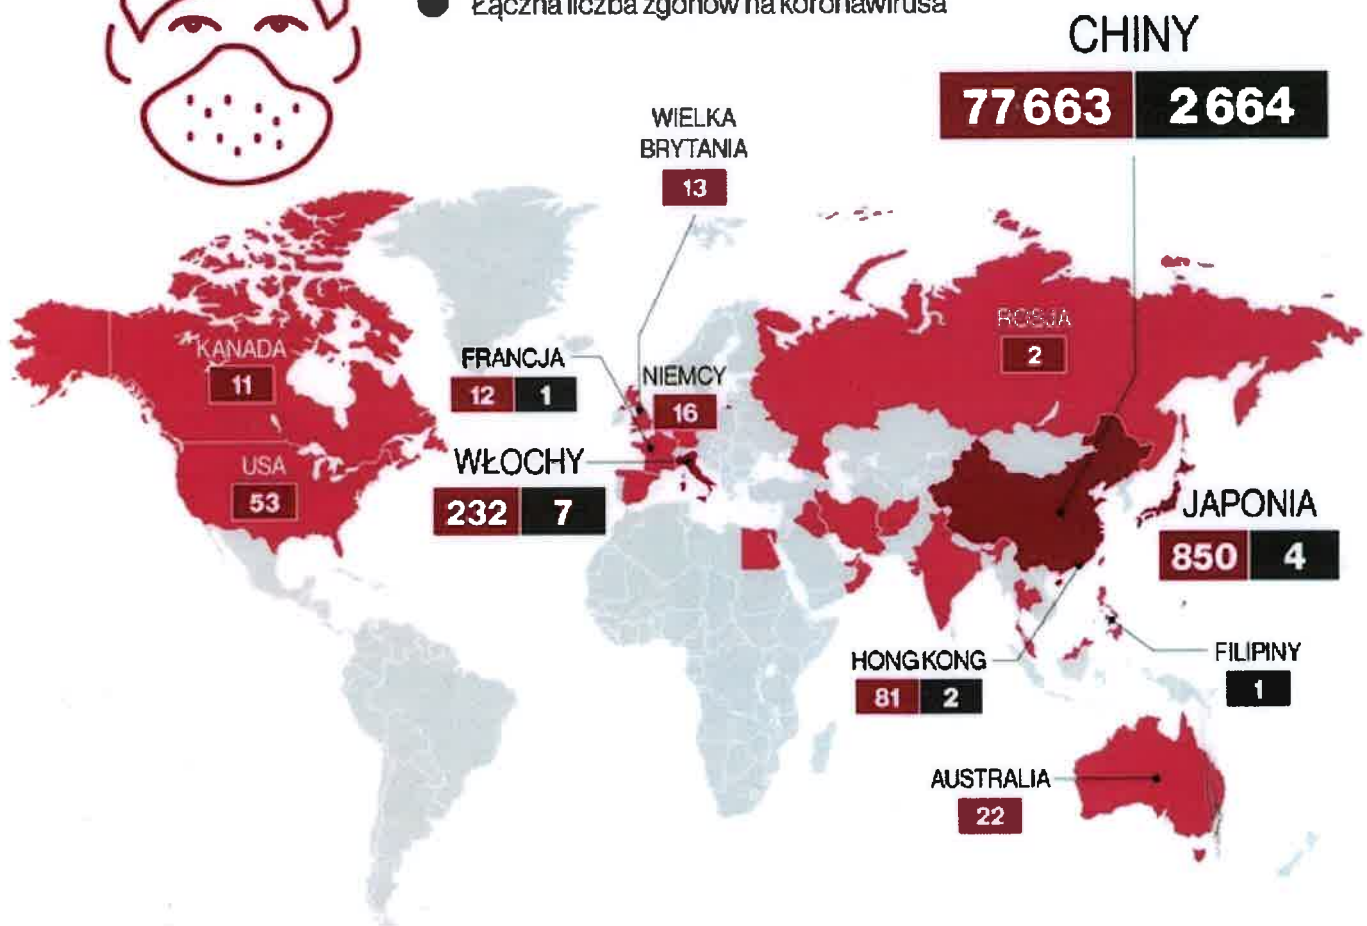 Łączna liczba zgonów na koronawirusa
CHINY
77 663 2 664
WIELKA
BRYTANIA
13
ROSJA
2
KANADA
11
FRANCJA
12 1
NIEMCY
16
USA
53
WŁOCHY
232 7
JAPONIA
850 4
HONG KONG
81 2
FILIPINY
1
AUSTRALIA
22